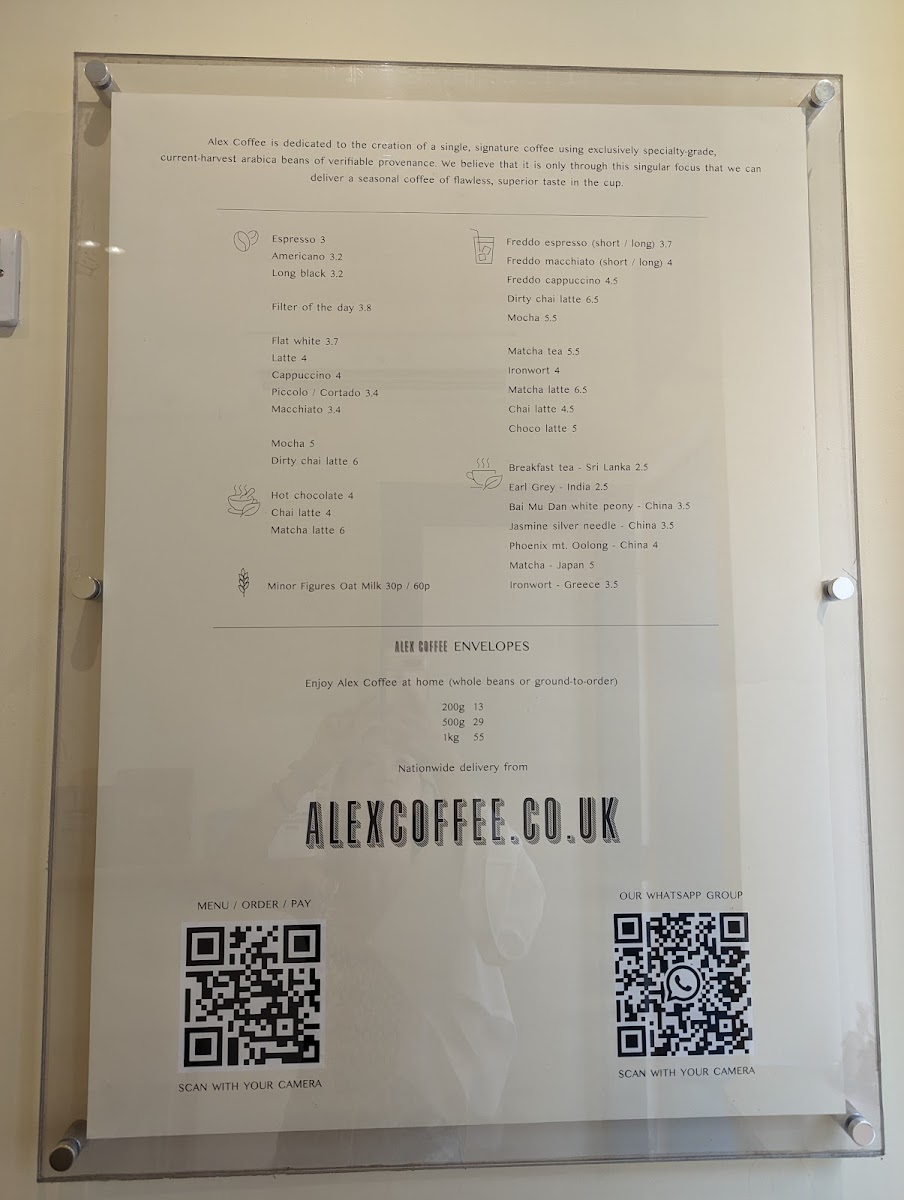 Alex Coffee is dedicated to the creation of a single, signature coffee using exclusively specialty-grade,
current-harvest arabica beans of verifiable provenance. We believe that it is only through this singular focus that we can
deliver a seasonal coffee of flawless, superior taste in the cup.
Espresso 3
Americano 3.2
Long black 3.2
Filter of the day 3.8
Flat white 3.7
Latte 4
Cappuccino 4
Piccolo / Cortado 3.4
Macchiato 3.4
Mocha 5
Dirty chai latte 6
Hot chocolate 4
Chai latte 4
Matcha latte 6
Minor Figures Oat Milk 30p / 60p
Freddo espresso (short / long) 3.7
Freddo macchiato (short / long) 4
Freddo cappuccino 4.5
Dirty chai latte 6.5
Mocha 5.5
Matcha tea 5.5
Ironwort 4
Matcha latte 6.5
Chai latte 4.5
Choco latte 5
Breakfast tea - Sri Lanka 2.5
Earl Grey - India 2.5
Bai Mu Dan white peony - China 3.5
Jasmine silver needle - China 3.5
Phoenix mt. Oolong - China 4
Matcha - Japan 5
Ironwort - Greece 3.5
ALEX COFFEE ENVELOPES
Enjoy Alex Coffee at home (whole beans or ground-to-order)
200g 13
500g 29
1kg 55
Nationwide delivery from
ALEXCOFFEE.CO.UK
MENU / ORDER / PAY
SCAN WITH YOUR CAMERA
OUR WHATSAPP GROUP
SCAN WITH YOUR CAMERA